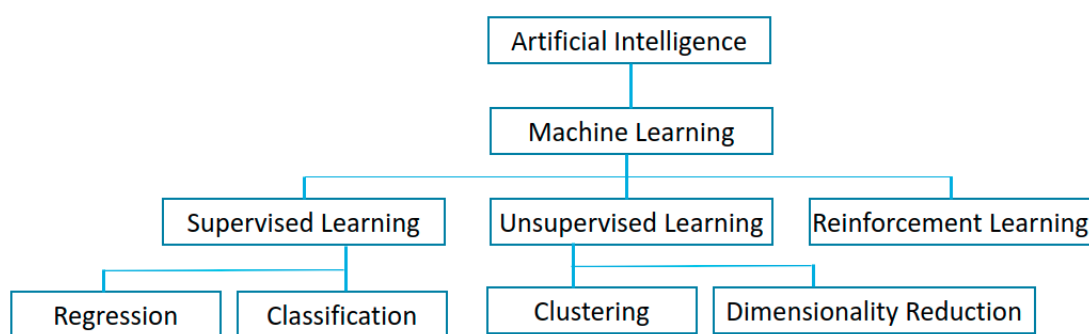 Artificial Intelligence
Machine Learning
Supervised Learning
Unsupervised Learning
Reinforcement Learning
Regression
Classification
Clustering
Dimensionality Reduction